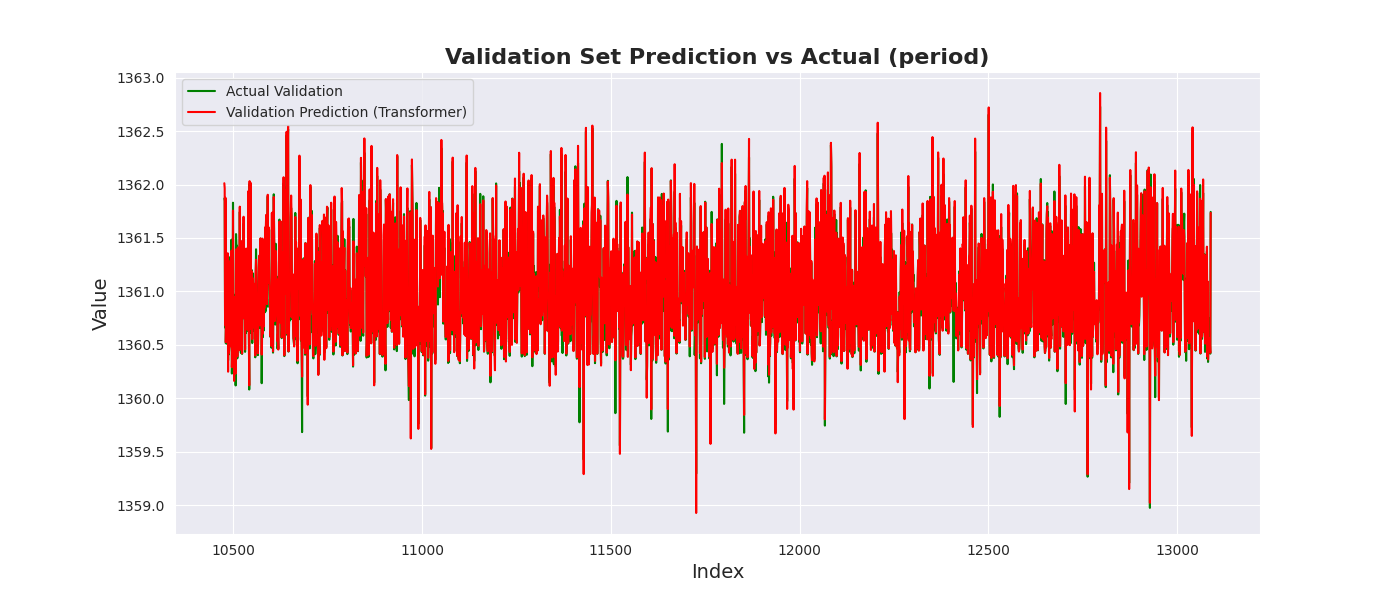 Validation Set Prediction vs Actual (period)
Actual Validation
Validation Prediction (Transformer)
Value
1363.0
1362.5
1362.0
1361.5
1361.0
1360.5
1360.0
1359.5
1359.0
10500 11000 11500 12000 12500 13000
Index